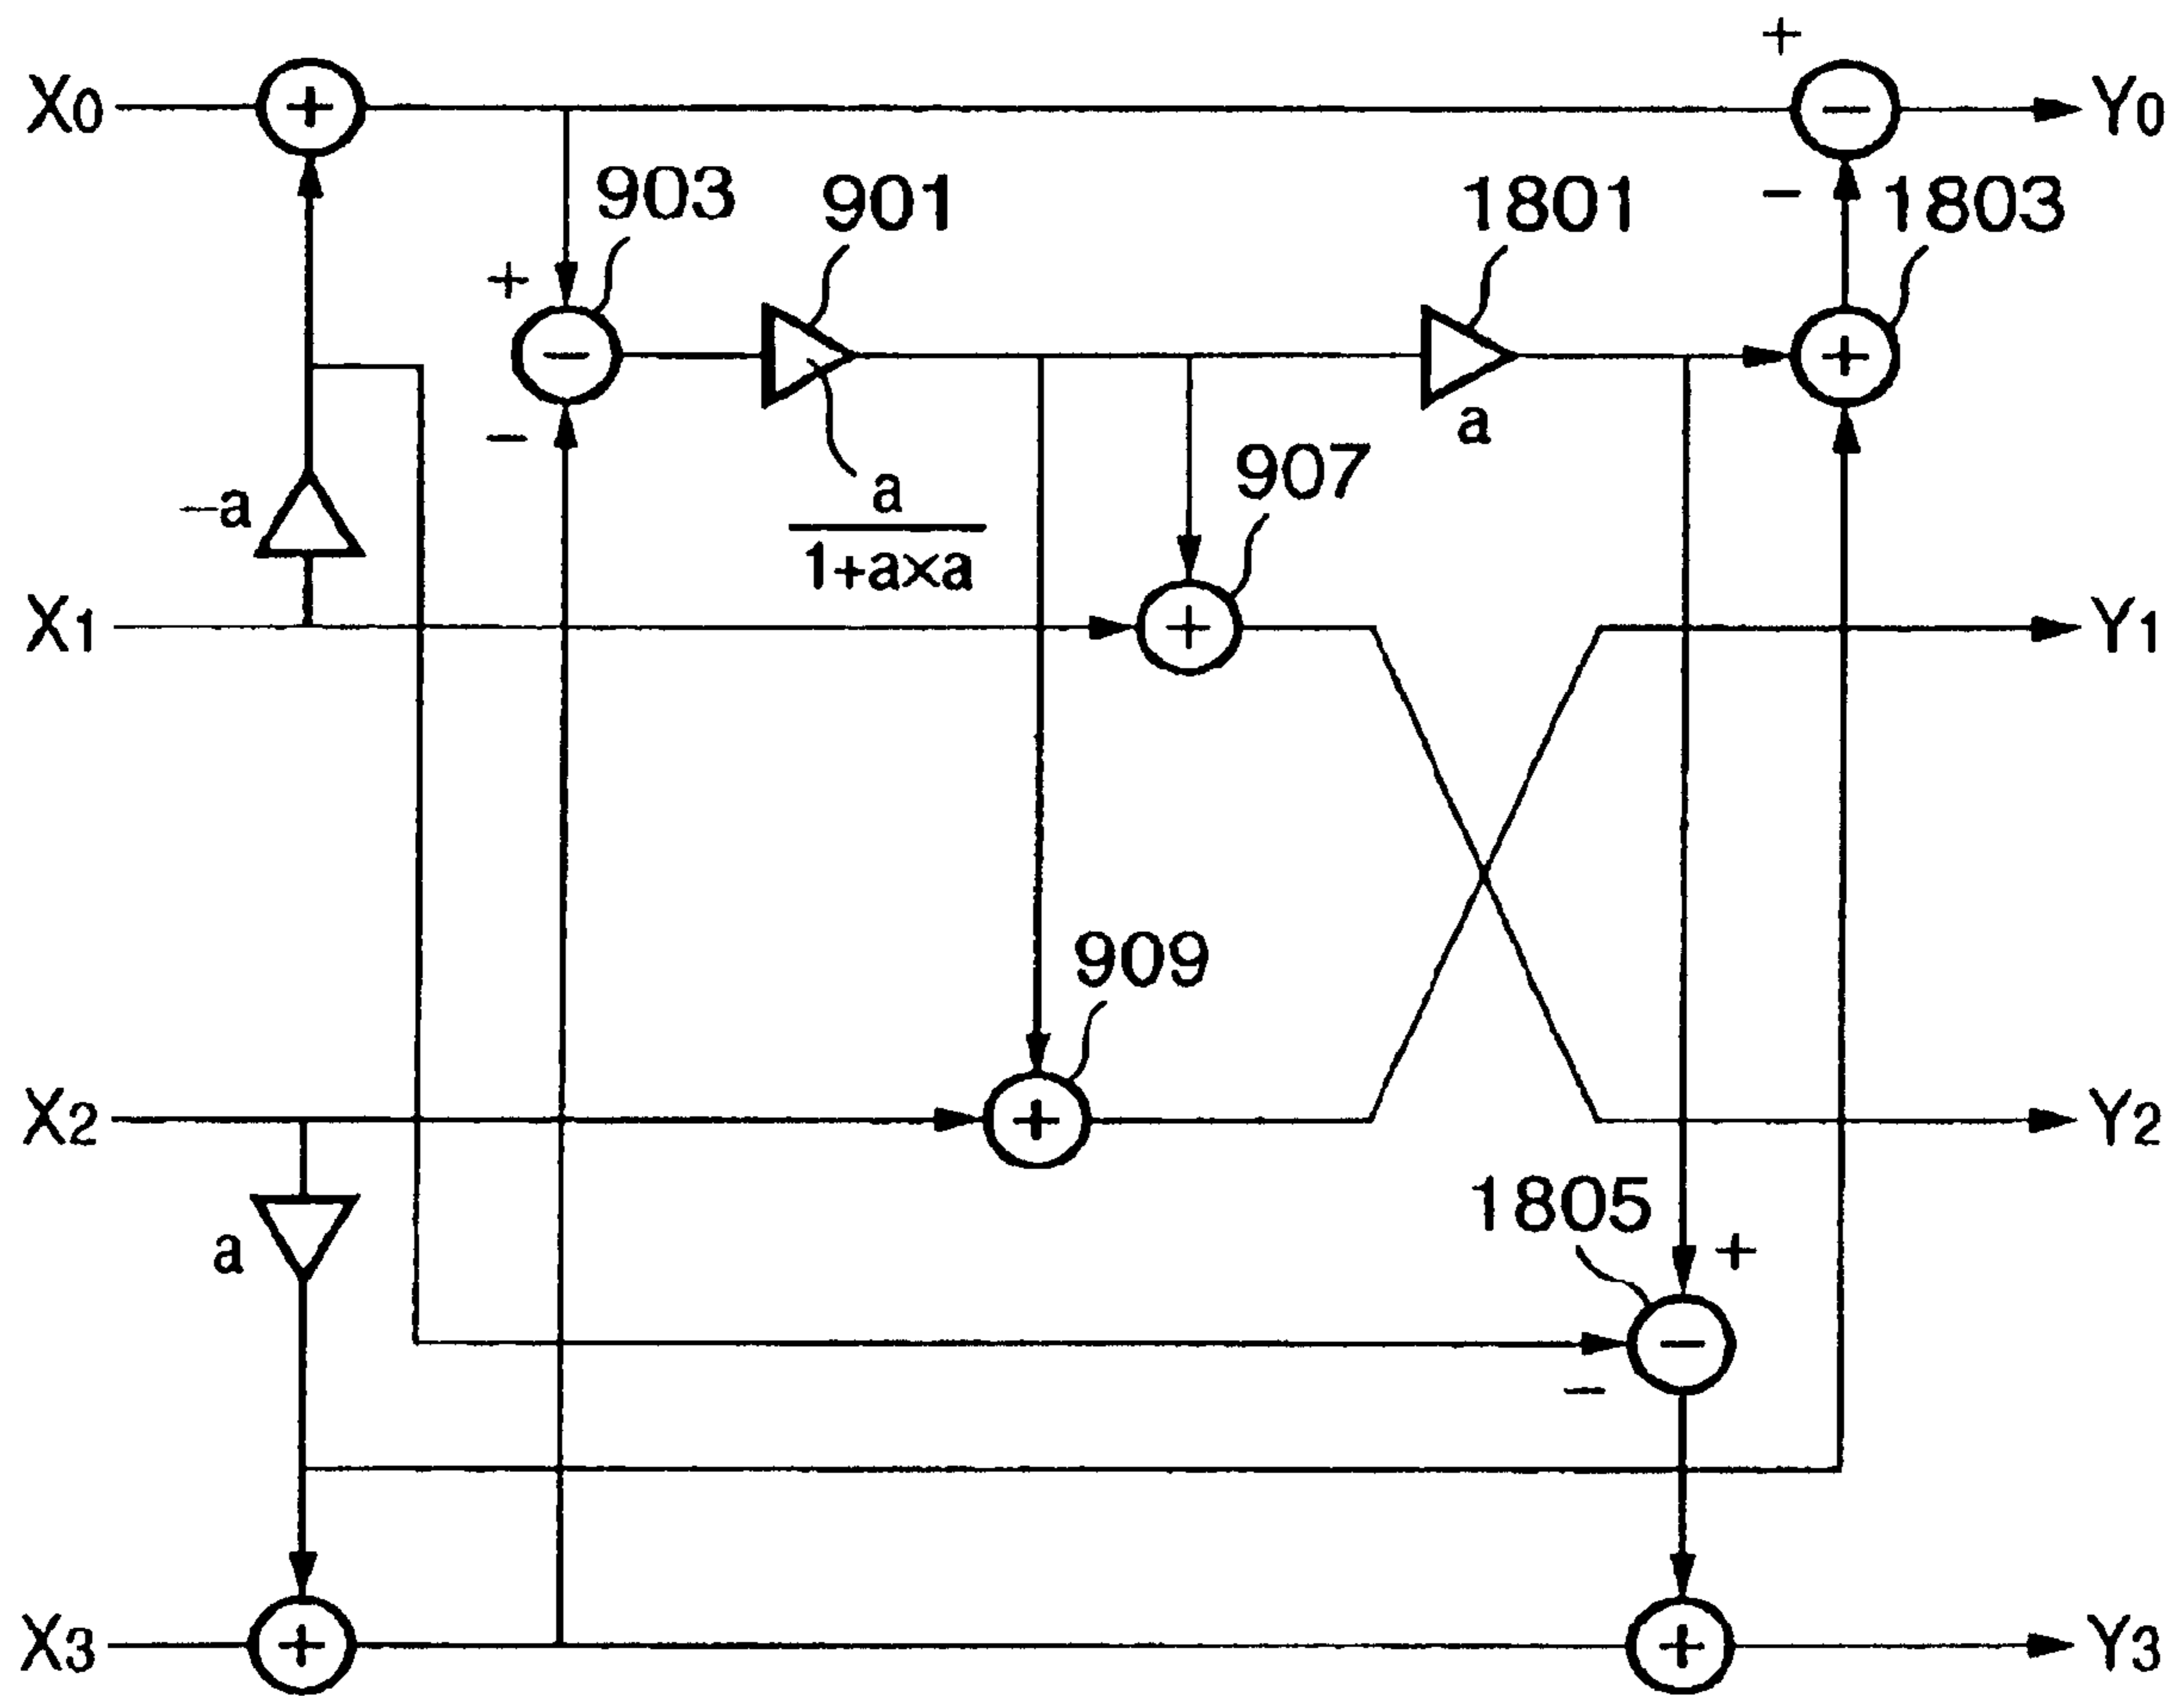 +
X0
+
−
Y0
903
901
1801
−
1803
+
−
+
−
a
−a
a
1+a×a
907
X1
+
Y1
909
X2
+
Y2
a
1805
+
−
−
X3
+
+
Y3